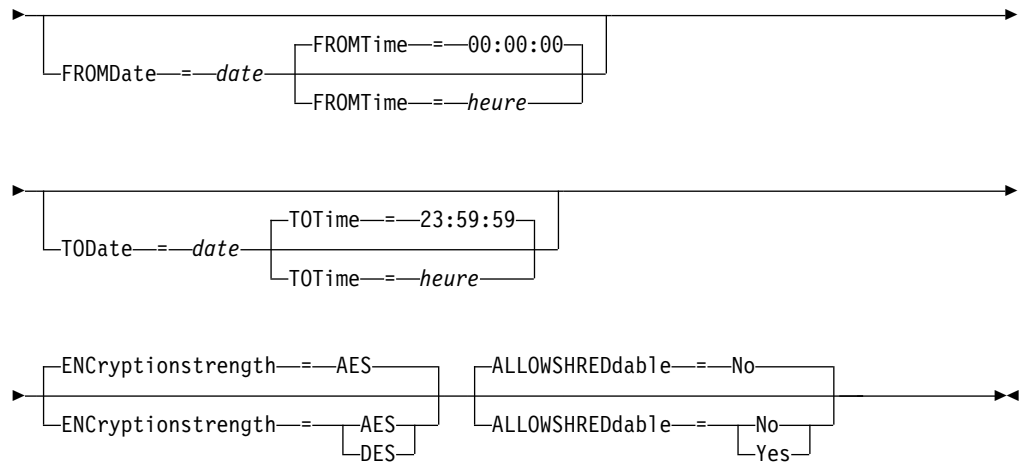 FROMTime = 00:00:00
FROMDate = date
FROMTime = heure
TOTime = 23:59:59
TODate = date
TOTime = heure
ENCryptionstrength = AES
ALLOWSHREDdable = No
ENCryptionstrength = AES
DES
ALLOWSHREDdable = No
Yes